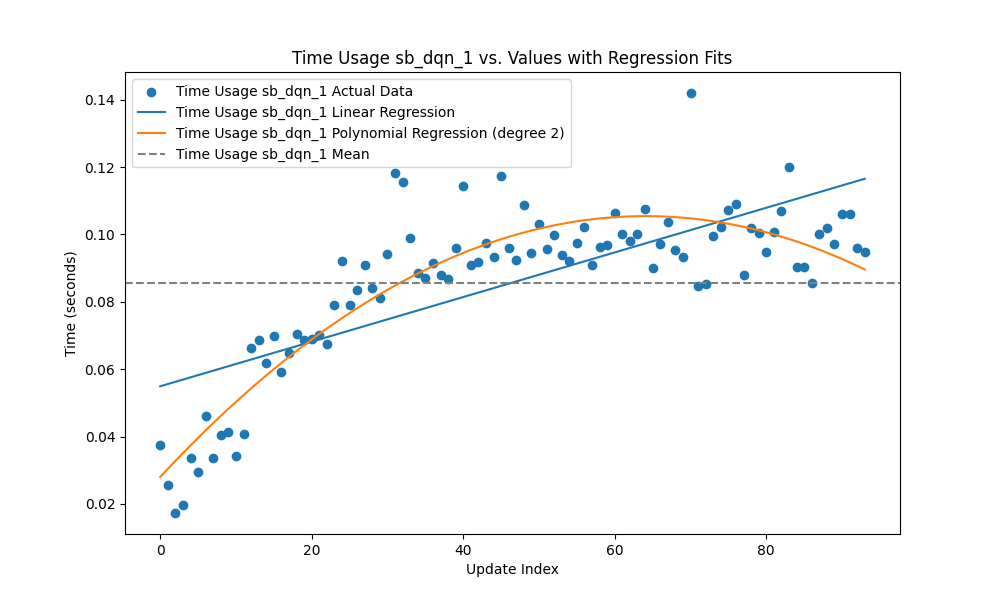 Time Usage sb_dqn_1 vs. Values with Regression Fits
Time Usage sb_dqn_1 Actual Data
Time Usage sb_dqn_1 Linear Regression
Time Usage sb_dqn_1 Polynomial Regression (degree 2)
Time Usage sb_dqn_1 Mean
Time (seconds)
0.14
0.12
0.10
0.08
0.06
0.04
0.02
0 20 40 60 80
Update Index